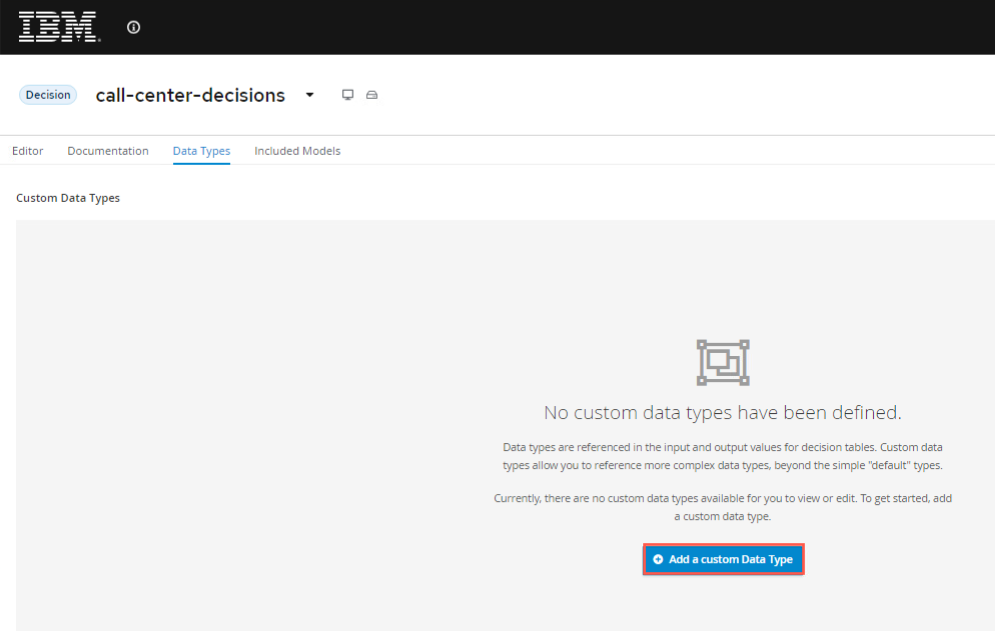 IBM
Decision
call-center-decisions
Editor Documentation Data Types Included Models
Custom Data Types
No custom data types have been defined.
Data types are referenced in the input and output values for decision tables. Custom data
types allow you to reference more complex data types, beyond the simple "default" types.
Currently, there are no custom data types available for you to view or edit. To get started, add
a custom data type.
Add a custom Data Type